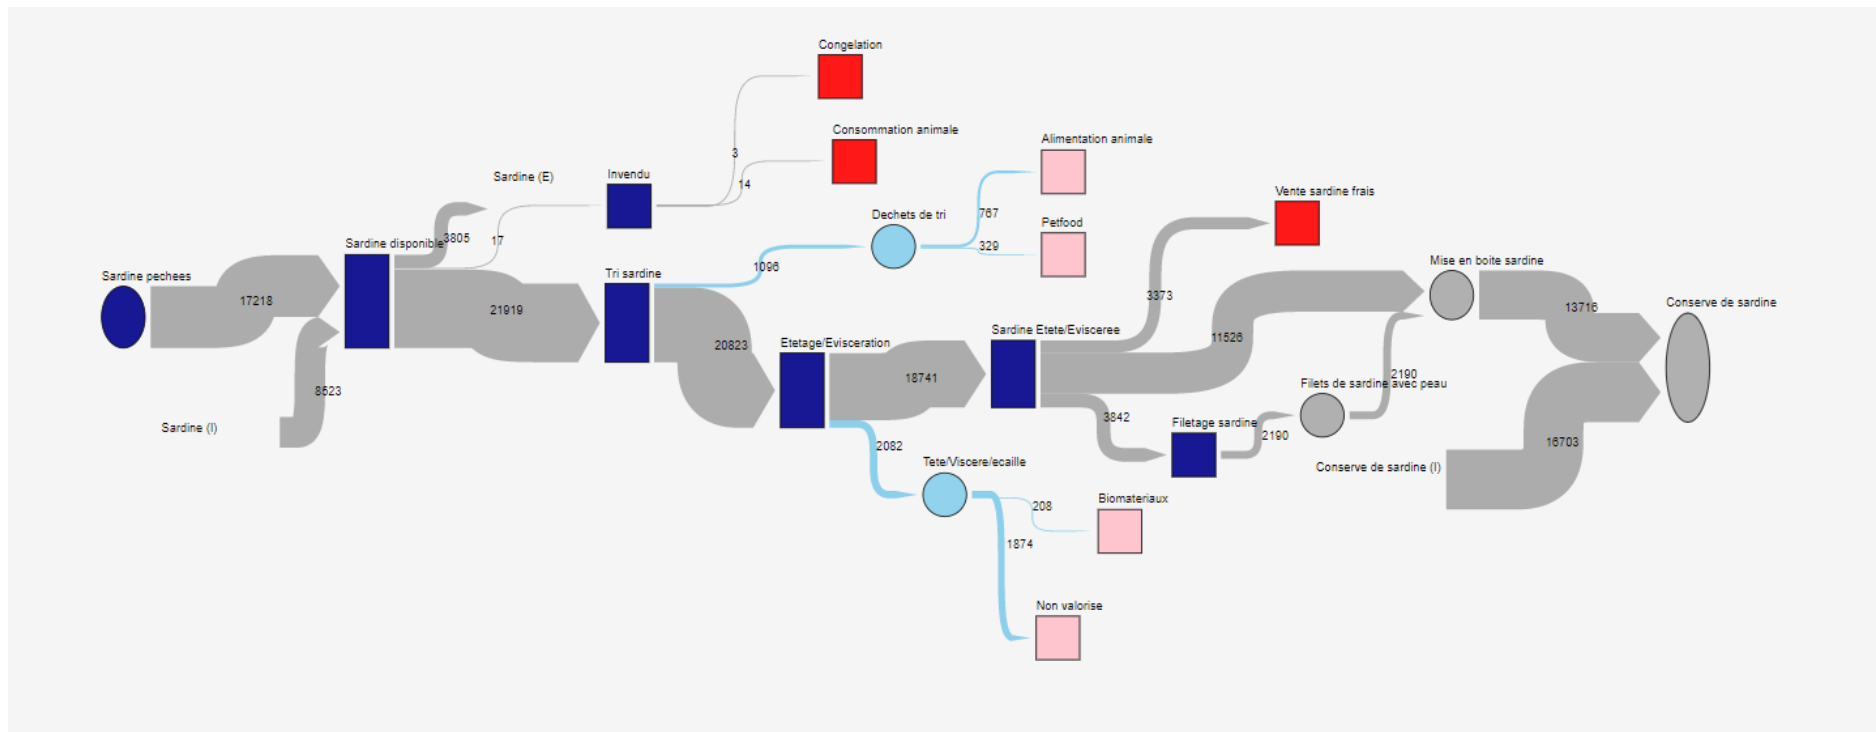 Congelation
Consommation animale
3
14
Alimentation animale
Sardine (E)
Invendu
Vente sardine frais
Dechets de tri
767
Petfood
329
3805
17
Sardine disponible
Mise en boite sardine
Sardine pechees
Tri sardine
1096
17218
21919
3373
13716
Conserve de sardine
20823
Etetage/Evisceration
Sardine Etete/Evisceree
11526
18741
2190
Filets de sardine avec peau
8523
Sardine (I)
3842
Filetage sardine
2190
2082
16703
Tete/Viscere/ecaille
Conserve de sardine (I)
Biomateriaux
208
1874
Non valorise